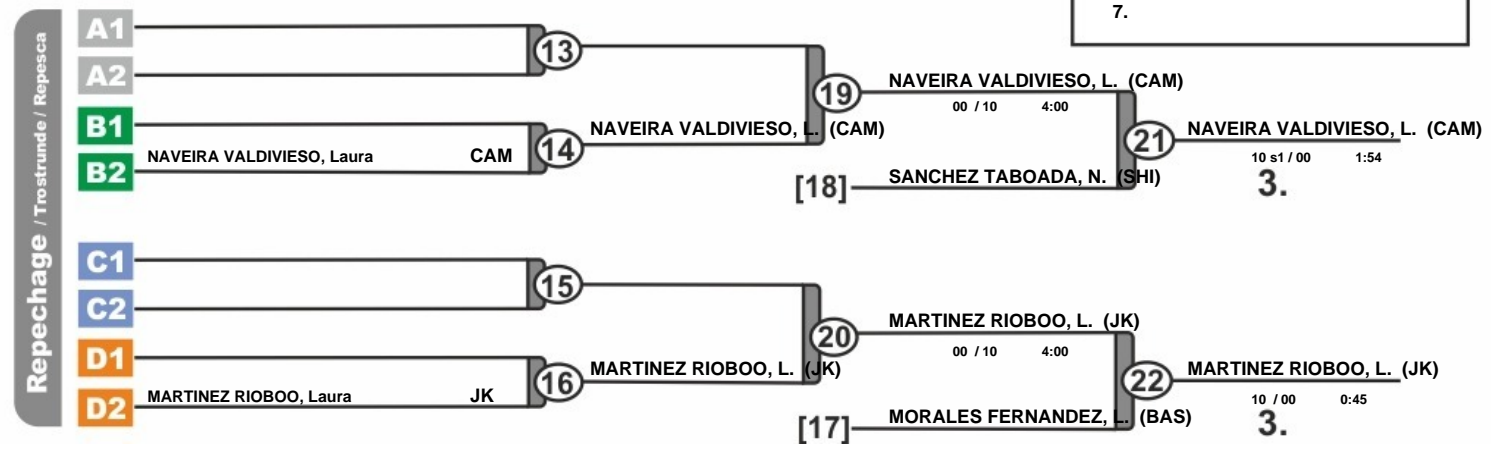 7.
Repechage / Trostrunde / Repesca
A1
13
A2
19
NAVEIRA VALDIVIESO, L. (CAM)
00 / 10 4:00
B1
NAVEIRA VALDIVIESO, L. (CAM)
21
NAVEIRA VALDIVIESO, L. (CAM)
NAVEIRA VALDIVIESO, Laura CAM
14
10 s1 / 00 1:54
B2
[18]
SANCHEZ TABOADA, N. (SHI)
3.
C1
15
C2
20
MARTINEZ RIOBOO, L. (JK)
00 / 10 4:00
D1
MARTINEZ RIOBOO, L. (JK)
22
MARTINEZ RIOBOO, L. (JK)
MARTINEZ RIOBOO, Laura JK
16
10 / 00 0:45
D2
[17]
MORALES FERNANDEZ, L. (BAS)
3.